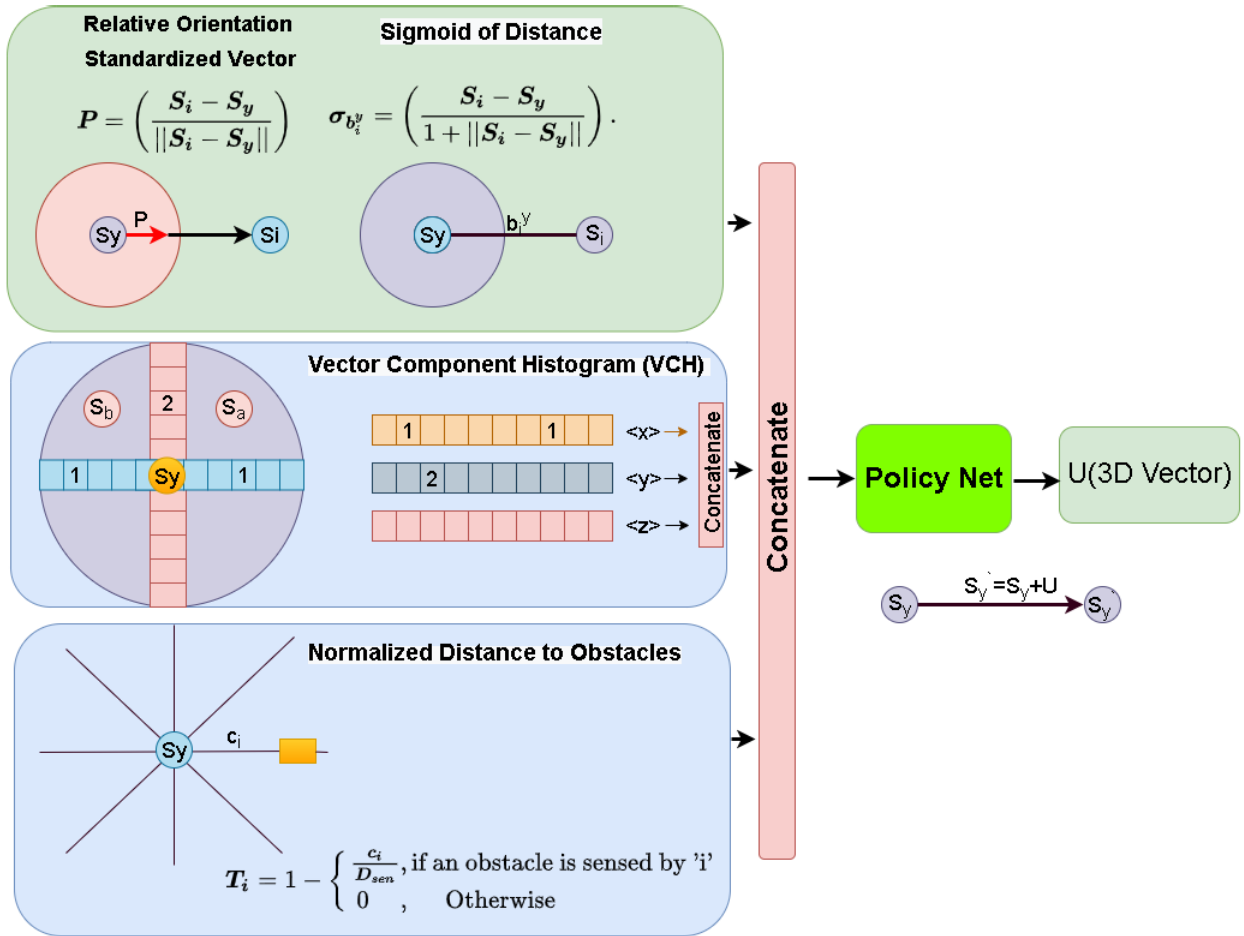 Relative Orientation
Standardized Vector
Sigmoid of Distance
P = ( S_i − S_y / ||S_i − S_y|| )
σ_{b_i^y} = ( S_i − S_y / 1 + ||S_i − S_y|| ) .
Sy
P
Si
Sy
b_i^y
S_i
Vector Component Histogram (VCH)
S_b
2
S_a
1
Sy
1
1
1
<x>
2
<y>
<z>
Concatenate
Normalized Distance to Obstacles
Sy
c_i
T_i = 1 − { c_i / D_sen , if an obstacle is sensed by 'i'
0 , Otherwise
Concatenate
Policy Net
U(3D Vector)
S_y
S_y`=S_y+U
S_y`